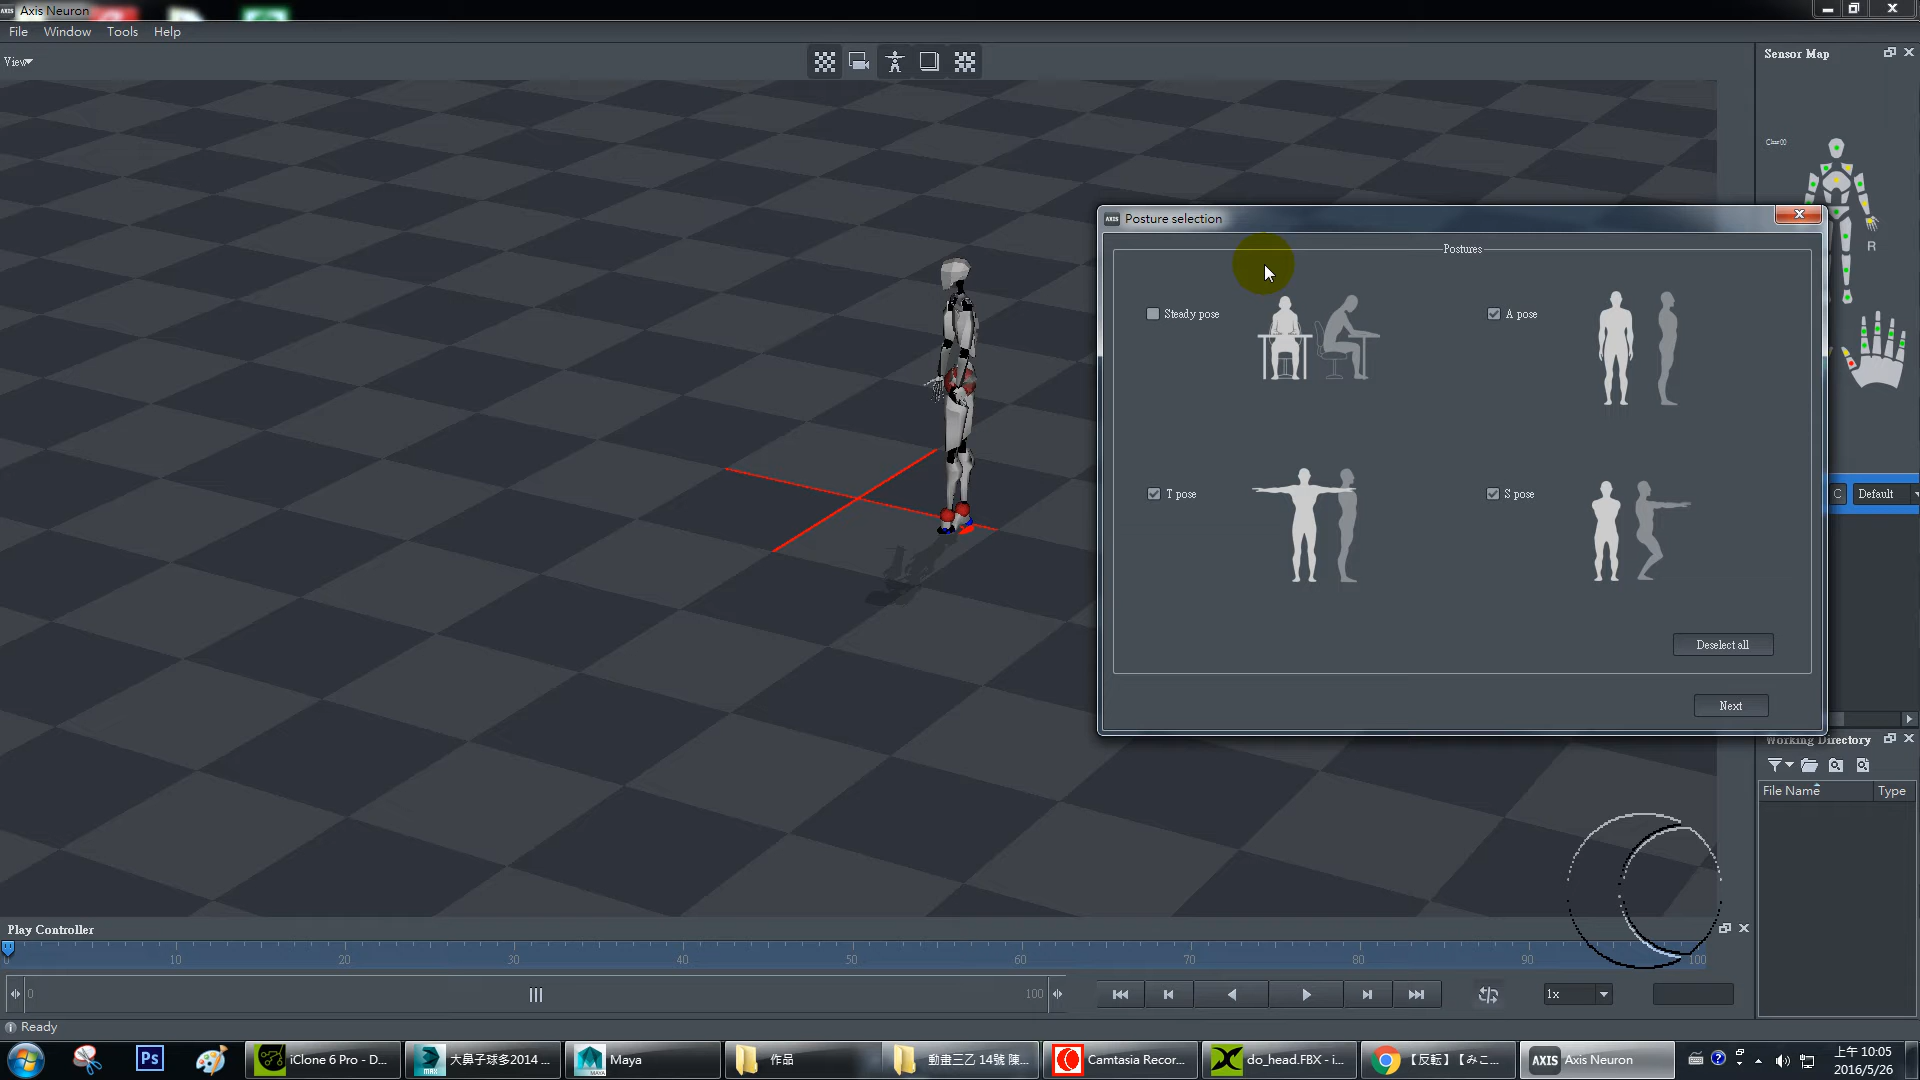 AXIS Axis Neuron
File Window Tools Help
View
Sensor Map
AXIS Posture selection
Postures
Steady pose
A pose
R
T pose
S pose
C Default
Deselect all
Next
Working Directory
File Name Type
Play Controller
0 10 20 30 40 50 60 70 80 90 100
0 100 1x
Ready
Ps iClone 6 Pro - D... 大鼻子球多2014 ... Maya 作品 動畫三乙 14號 陳... Camtasia Recor... do_head.FBX - i... 【反転】【みこ... AXIS Axis Neuron
上午 10:05
2016/5/26